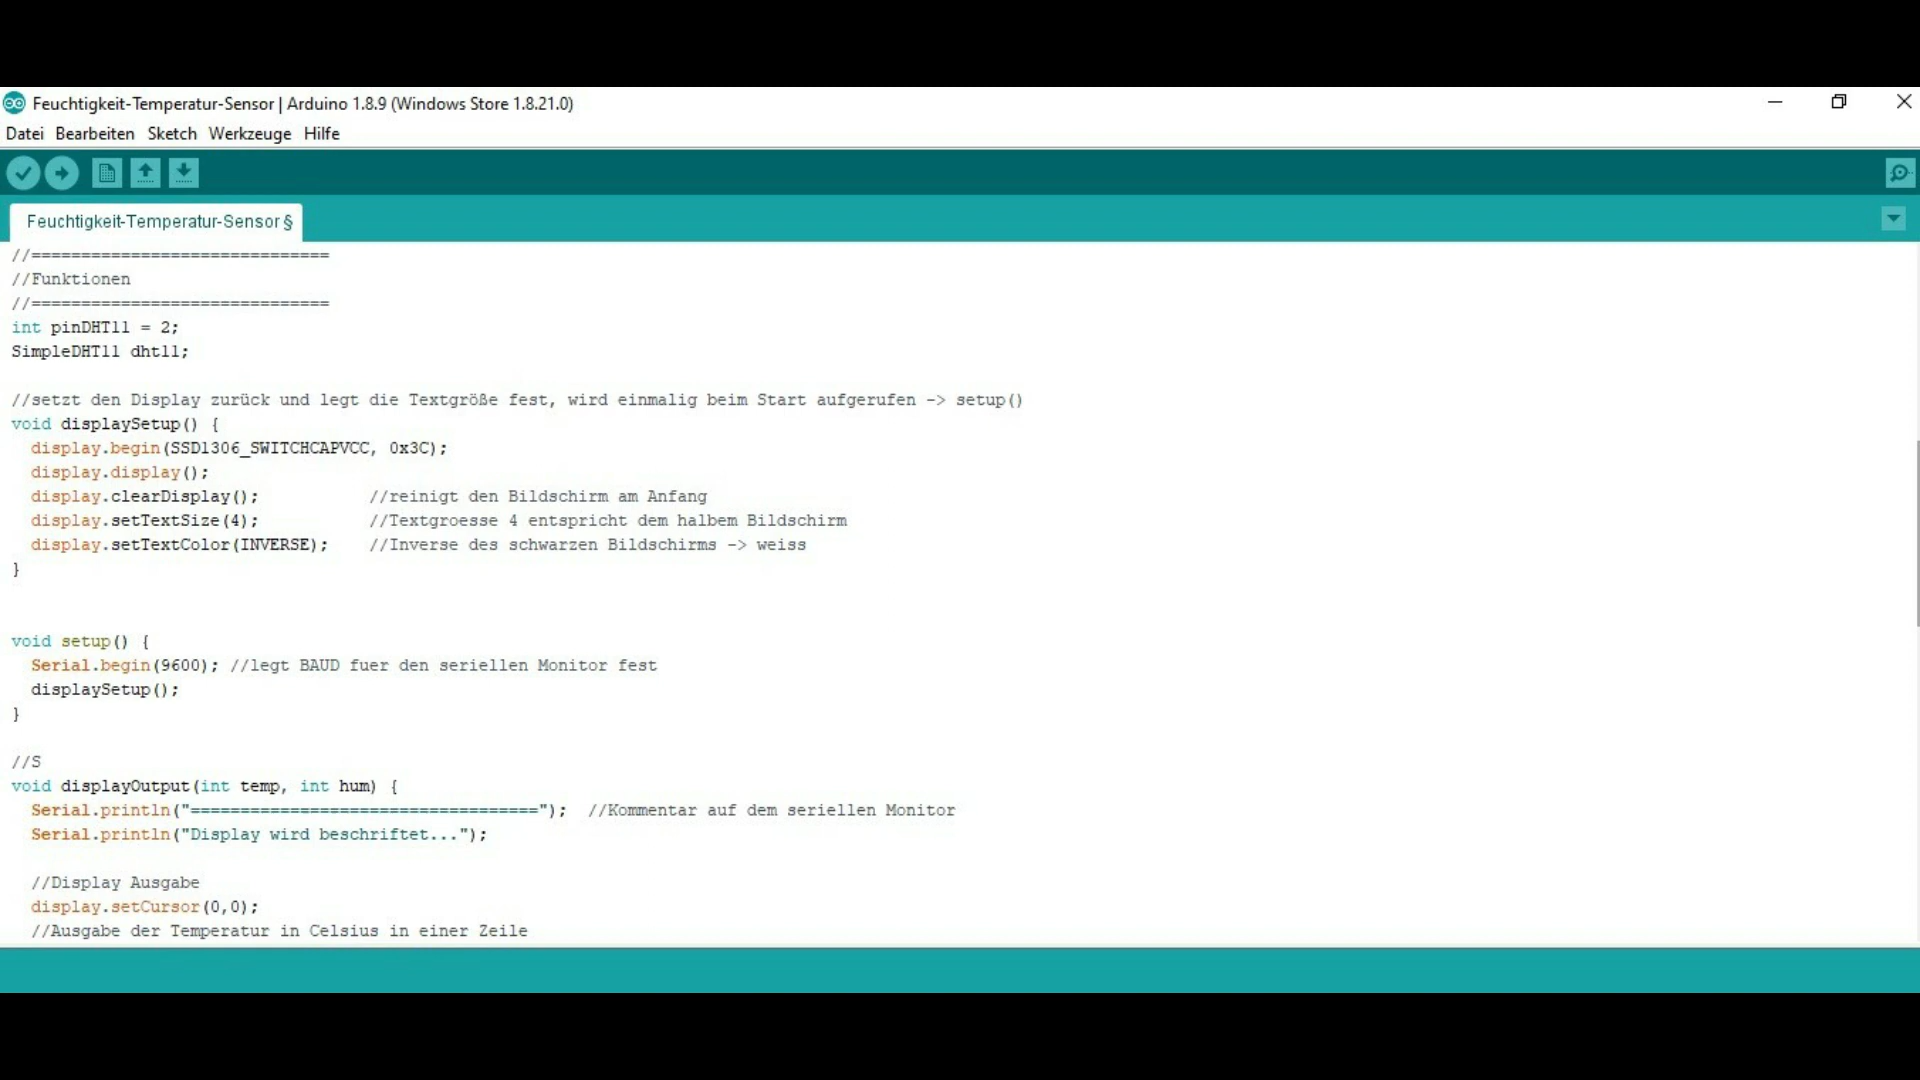 Feuchtigkeit-Temperatur-Sensor | Arduino 1.8.9 (Windows Store 1.8.21.0)
Datei Bearbeiten Sketch Werkzeuge Hilfe
Feuchtigkeit-Temperatur-Sensor §
//==============================
//Funktionen
//==============================
int pinDHT11 = 2;
SimpleDHT11 dht11;
//setzt den Display zurück und legt die Textgröße fest, wird einmalig beim Start aufgerufen -> setup()
void displaySetup() {
display.begin(SSD1306_SWITCHCAPVCC, 0x3C);
display.display();
display.clearDisplay(); //reinigt den Bildschirm am Anfang
display.setTextSize(4); //Textgroesse 4 entspricht dem halbem Bildschirm
display.setTextColor(INVERSE); //Inverse des schwarzen Bildschirms -> weiss
}
void setup() {
Serial.begin(9600); //legt BAUD fuer den seriellen Monitor fest
displaySetup();
}
//S
void displayOutput(int temp, int hum) {
Serial.println("==================================="); //Kommentar auf dem seriellen Monitor
Serial.println("Display wird beschriftet...");
//Display Ausgabe
display.setCursor(0,0);
//Ausgabe der Temperatur in Celsius in einer Zeile